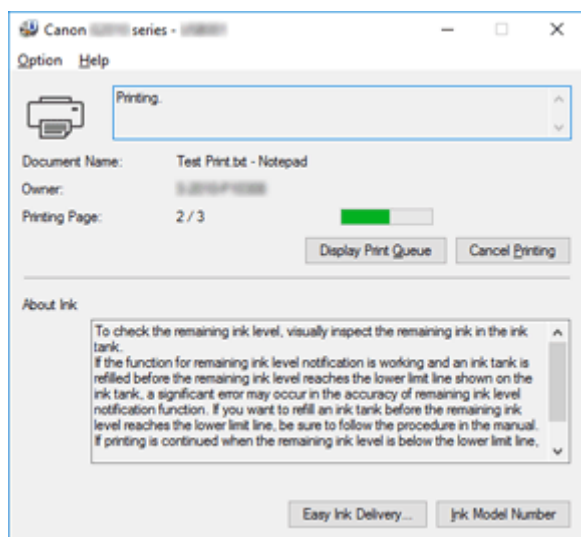 Canon series -
Option Help
Printing.
Document Name: Test Print.txt - Notepad
Owner:
Printing Page: 2 / 3
Display Print Queue Cancel Printing
About Ink
To check the remaining ink level, visually inspect the remaining ink in the ink
tank.
If the function for remaining ink level notification is working and an ink tank is
refilled before the remaining ink level reaches the lower limit line shown on the
ink tank, a significant error may occur in the accuracy of remaining ink level
notification function. If you want to refill an ink tank before the remaining ink
level reaches the lower limit line, be sure to follow the procedure in the manual.
If printing is continued when the remaining ink level is below the lower limit line,
Easy Ink Delivery... Ink Model Number